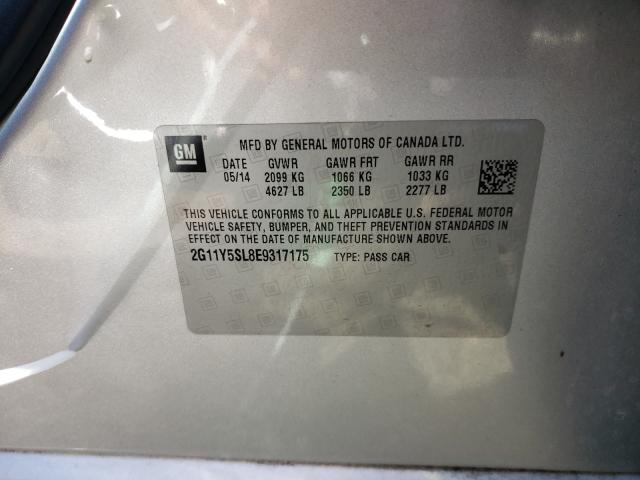 GM
MFD BY GENERAL MOTORS OF CANADA LTD.
DATE GVWR GAWR FRT GAWR RR
05/14 2099 KG 1066 KG 1033 KG
4627 LB 2350 LB 2277 LB
THIS VEHICLE CONFORMS TO ALL APPLICABLE U.S. FEDERAL MOTOR
VEHICLE SAFETY, BUMPER, AND THEFT PREVENTION STANDARDS IN
EFFECT ON THE DATE OF MANUFACTURE SHOWN ABOVE.
2G11Y5SL8E9317175 TYPE: PASS CAR